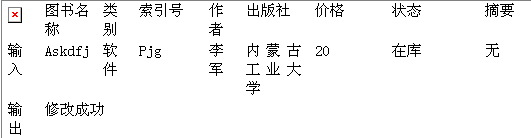 图书名称 类别 索引号 作者 出版社 价格 状态 摘要
输入 Askdfj 软件 Pjg 李军 内蒙古工业大学 20 在库 无
输出 修改成功